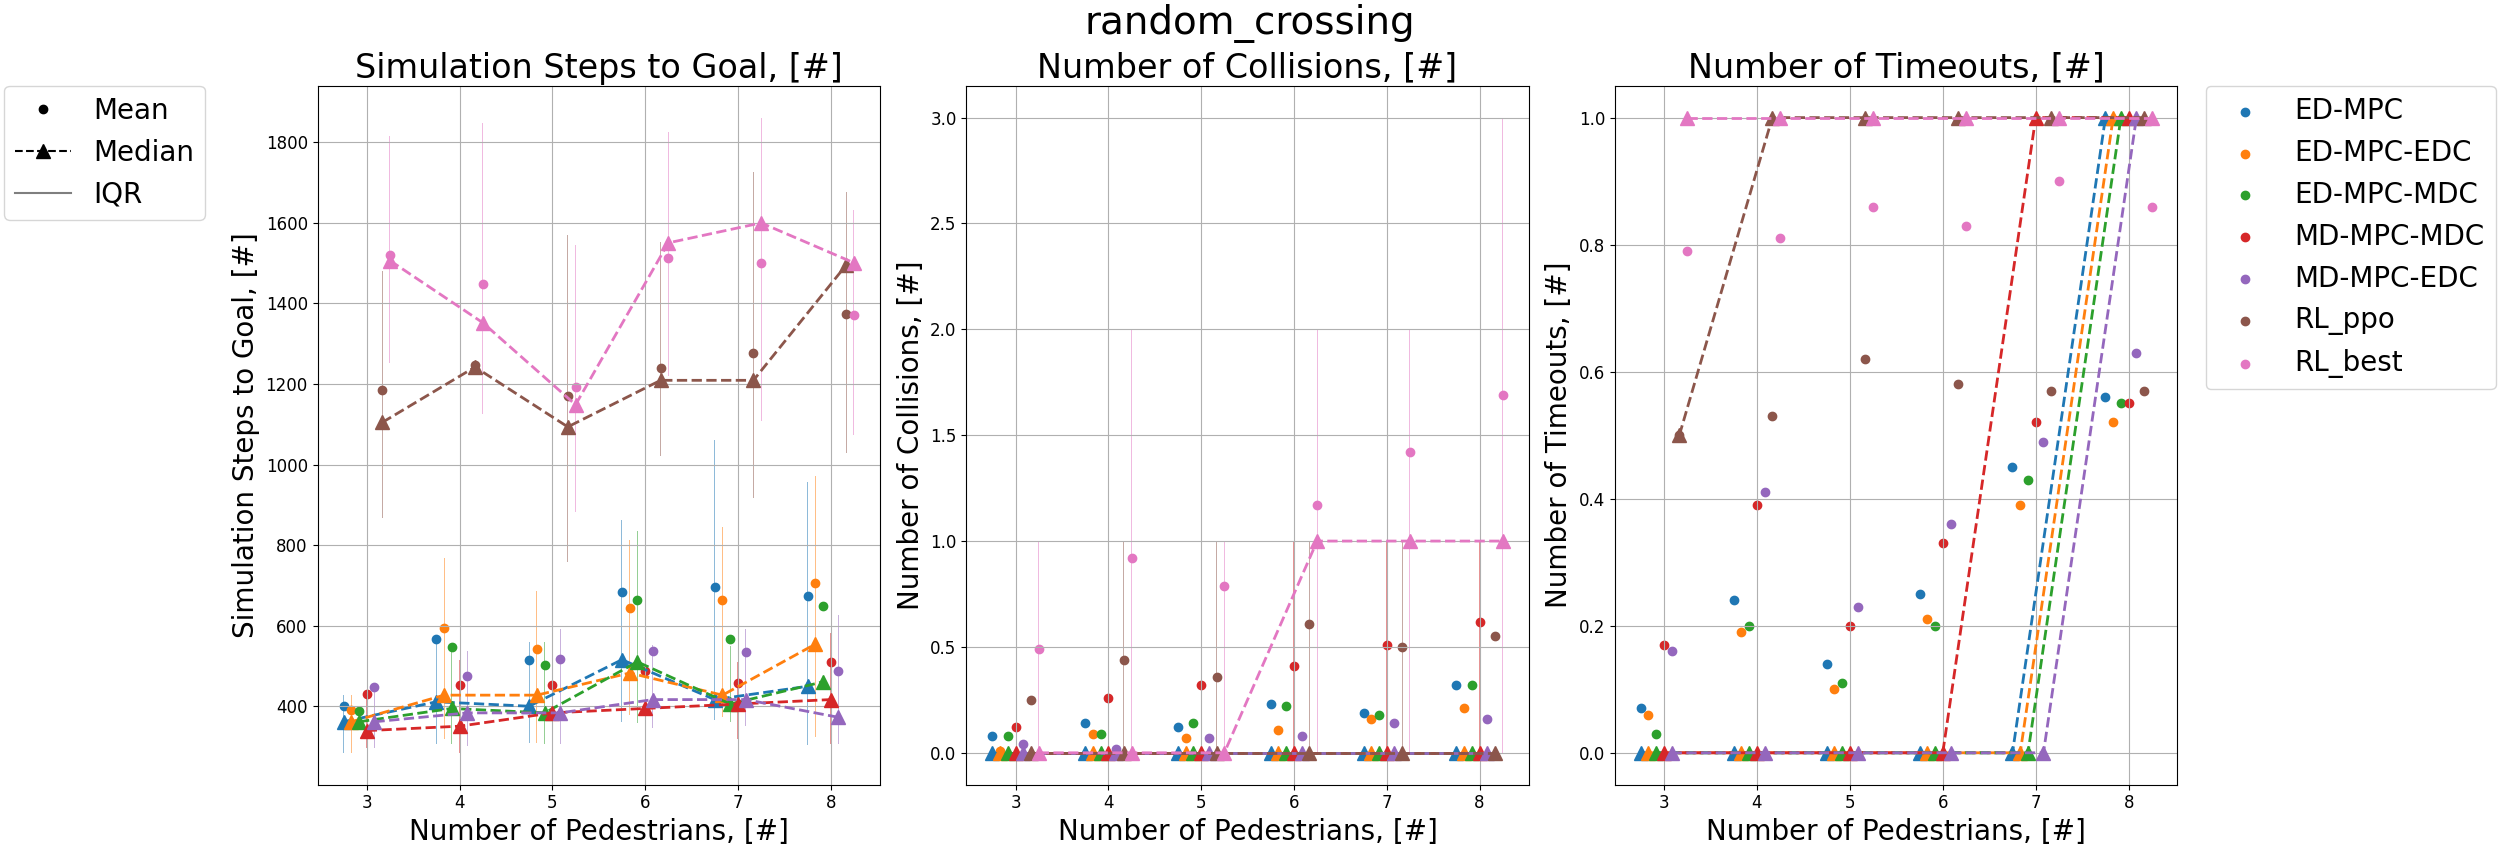 random_crossing
Mean
Median
IQR
Simulation Steps to Goal, [#]
Simulation Steps to Goal, [#]
1800
1600
1400
1200
1000
800
600
400
3 4 5 6 7 8
Number of Pedestrians, [#]
Number of Collisions, [#]
Number of Collisions, [#]
3.0
2.5
2.0
1.5
1.0
0.5
0.0
3 4 5 6 7 8
Number of Pedestrians, [#]
Number of Timeouts, [#]
Number of Timeouts, [#]
1.0
0.8
0.6
0.4
0.2
0.0
3 4 5 6 7 8
Number of Pedestrians, [#]
ED-MPC
ED-MPC-EDC
ED-MPC-MDC
MD-MPC-MDC
MD-MPC-EDC
RL_ppo
RL_best